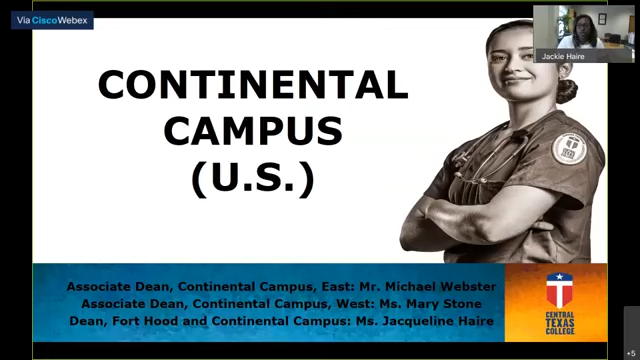 Via Cisco Webex
Jackie Haire
CONTINENTAL
CAMPUS
(U.S.)
Associate Dean, Continental Campus, East: Mr. Michael Webster
Associate Dean, Continental Campus, West: Ms. Mary Stone
Dean, Fort Hood and Continental Campus: Ms. Jacqueline Haire
CENTRAL
TEXAS
COLLEGE
+5